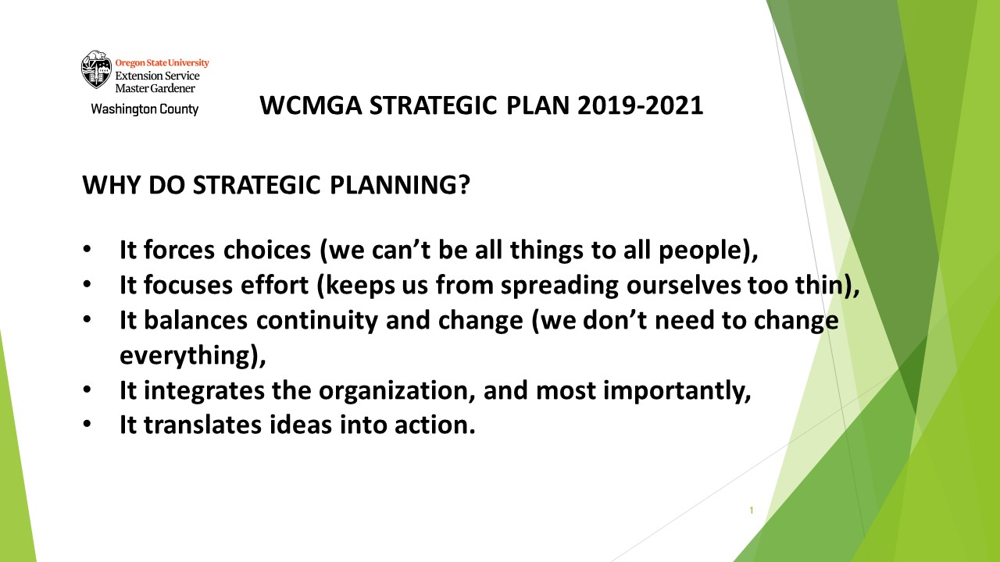 Oregon State University
Extension Service
Master Gardener
Washington County
WCMGA STRATEGIC PLAN 2019-2021
WHY DO STRATEGIC PLANNING?
• It forces choices (we can’t be all things to all people),
• It focuses effort (keeps us from spreading ourselves too thin),
• It balances continuity and change (we don’t need to change
everything),
• It integrates the organization, and most importantly,
• It translates ideas into action.
1